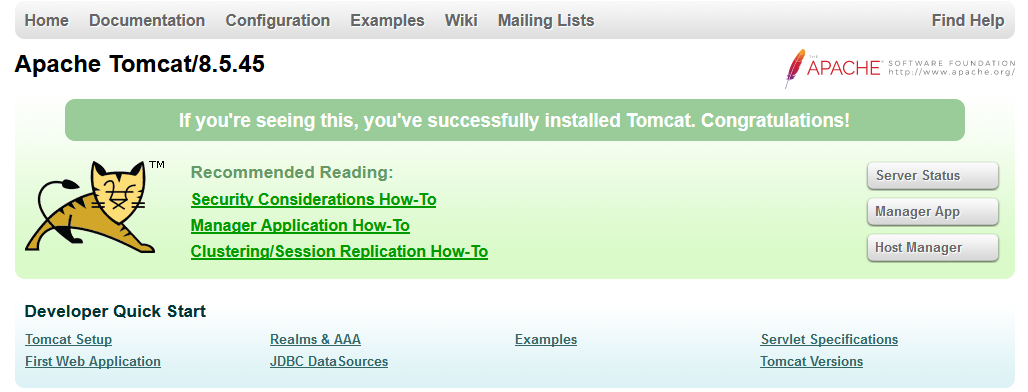 Home Documentation Configuration Examples Wiki Mailing Lists Find Help
Apache Tomcat/8.5.45
THE
APACHE® SOFTWARE FOUNDATION
http://www.apache.org/
If you're seeing this, you've successfully installed Tomcat. Congratulations!
TM
Recommended Reading:
Security Considerations How-To
Manager Application How-To
Clustering/Session Replication How-To
Server Status
Manager App
Host Manager
Developer Quick Start
Tomcat Setup
First Web Application
Realms & AAA
JDBC DataSources
Examples
Servlet Specifications
Tomcat Versions